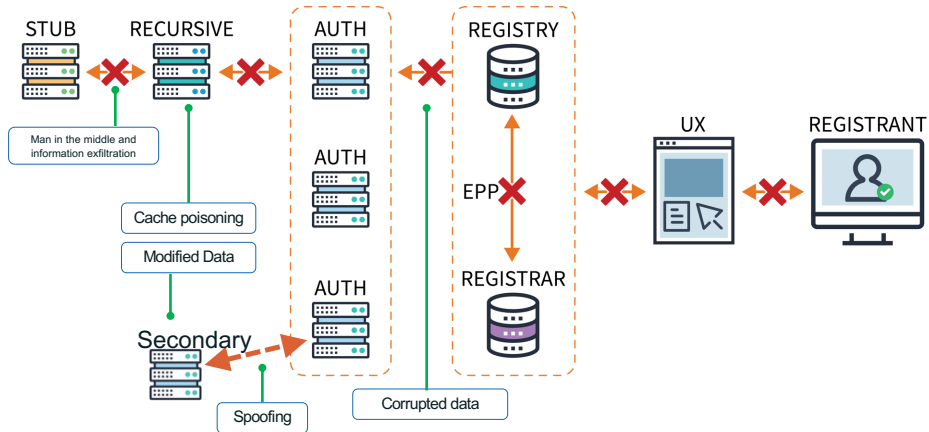 STUB
RECURSIVE
AUTH
REGISTRY
Man in the middle and
information exfiltration
UX
REGISTRANT
AUTH
EPP
Cache poisoning
Modified Data
REGISTRAR
AUTH
Secondary
Spoofing
Corrupted data